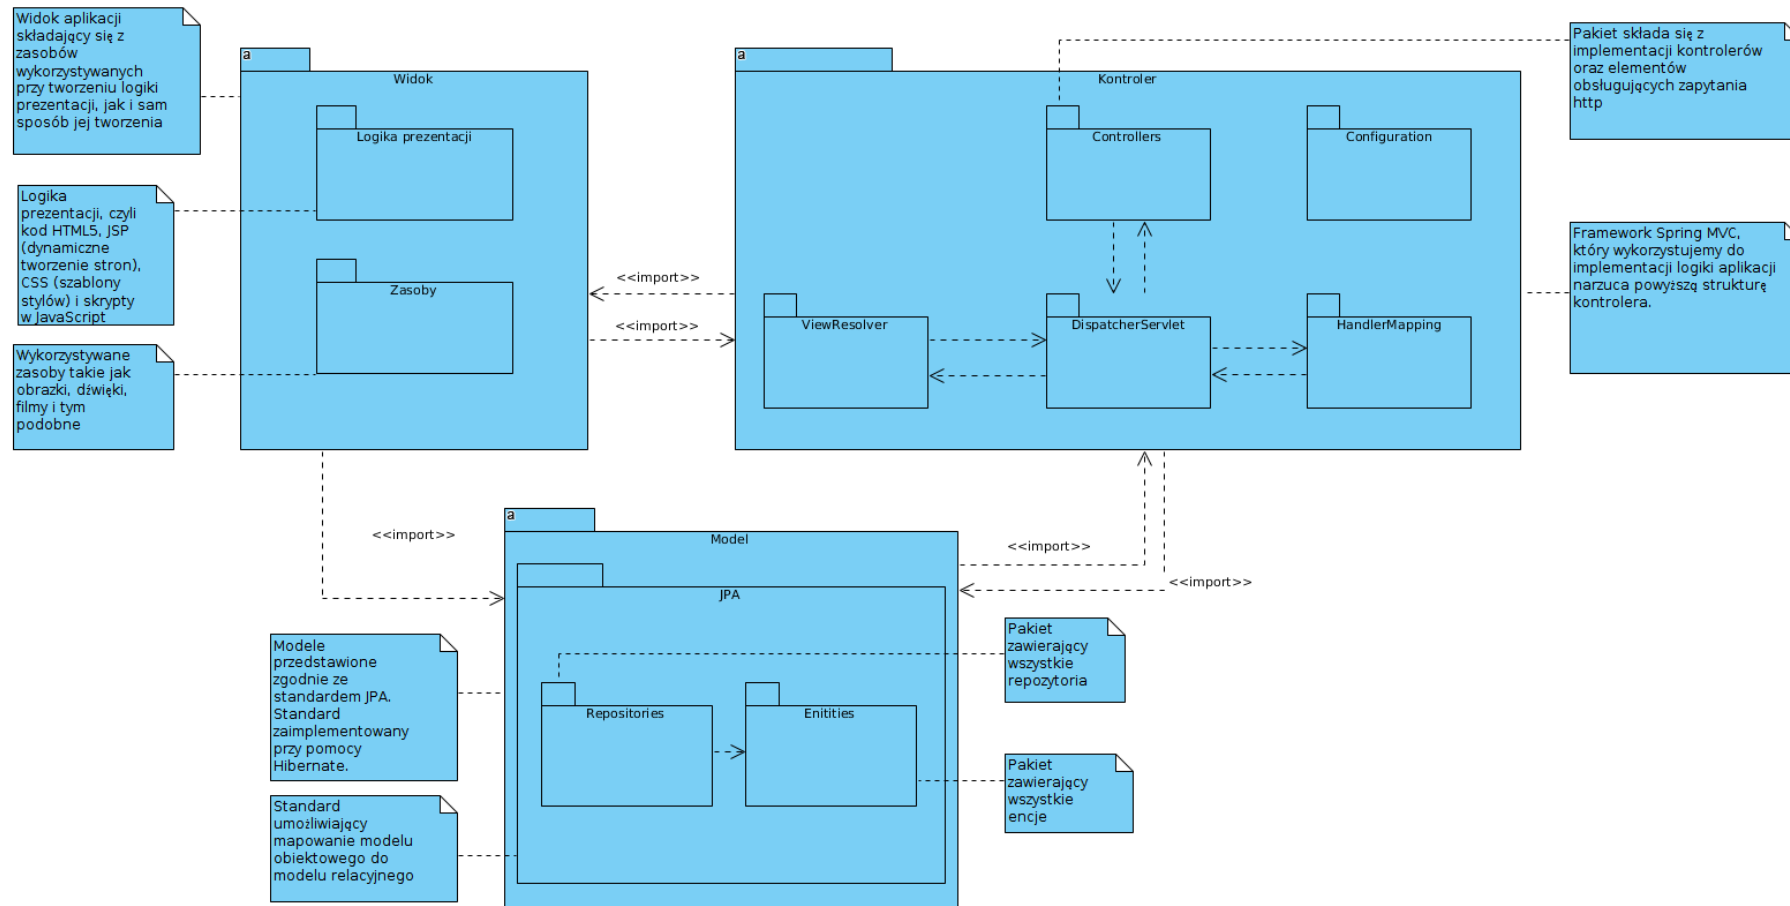 Widok aplikacji
składający się z
zasobów
wykorzystywanych
przy tworzeniu logiki
prezentacji, jak i sam
sposób jej tworzenia
Logika
prezentacji, czyli
kod HTML5, JSP
(dynamiczne
tworzenie stron),
CSS (szablony
stylów) i skrypty
w JavaScript
Wykorzystywane
zasoby takie jak
obrazki, dźwięki,
filmy i tym
podobne
a
Widok
Logika prezentacji
Zasoby
<<import>>
<<import>>
a
Kontroler
Controllers
Configuration
ViewResolver
DispatcherServlet
HandlerMapping
Pakiet składa się z
implementacji kontrolerów
oraz elementów
obsługujących zapytania
http
Framework Spring MVC,
który wykorzystujemy do
implementacji logiki aplikacji
narzuca powyższą strukturę
kontrolera.
<<import>>
a
Model
JPA
Repositories
Enitities
<<import>>
<<import>>
Modele
przedstawione
zgodnie ze
standardem JPA.
Standard
zaimplementowany
przy pomocy
Hibernate.
Standard
umożliwiający
mapowanie modelu
obiektowego do
modelu relacyjnego
Pakiet
zawierający
wszystkie
repozytoria
Pakiet
zawierający
wszystkie
encje